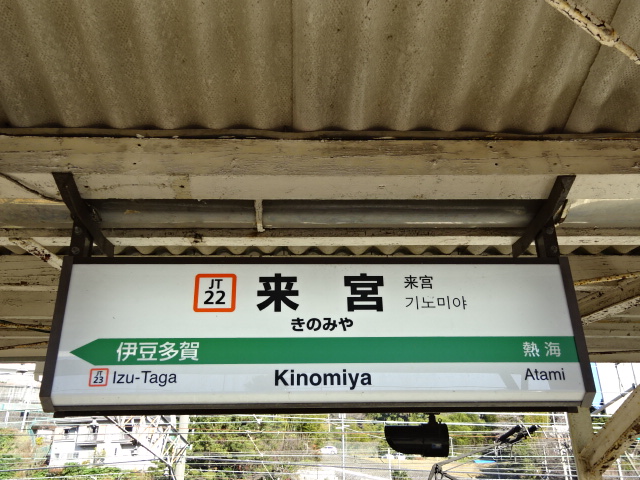 JT
22
来宮
来宮
기노미야
きのみや
伊豆多賀
熱海
JT
23
Izu-Taga
Kinomiya
Atami